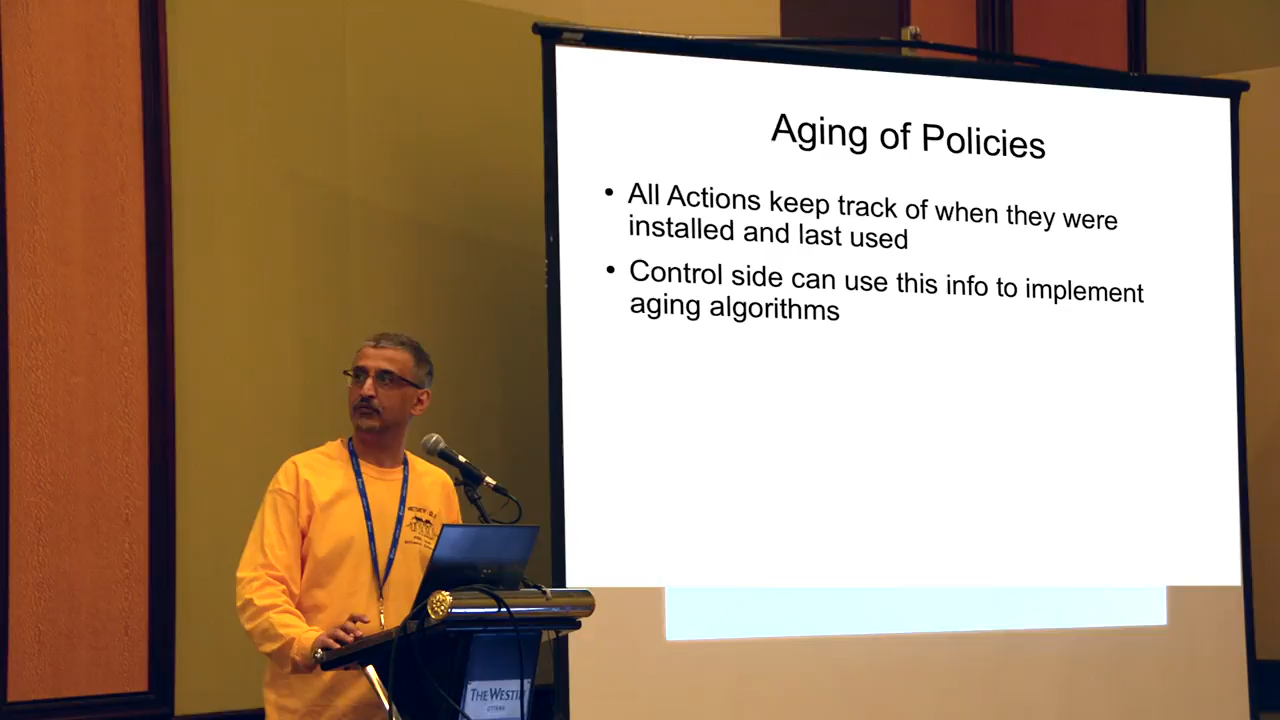 Aging of Policies
• All Actions keep track of when they were
installed and last used
• Control side can use this info to implement
aging algorithms
THE WESTIN
OTTAWA